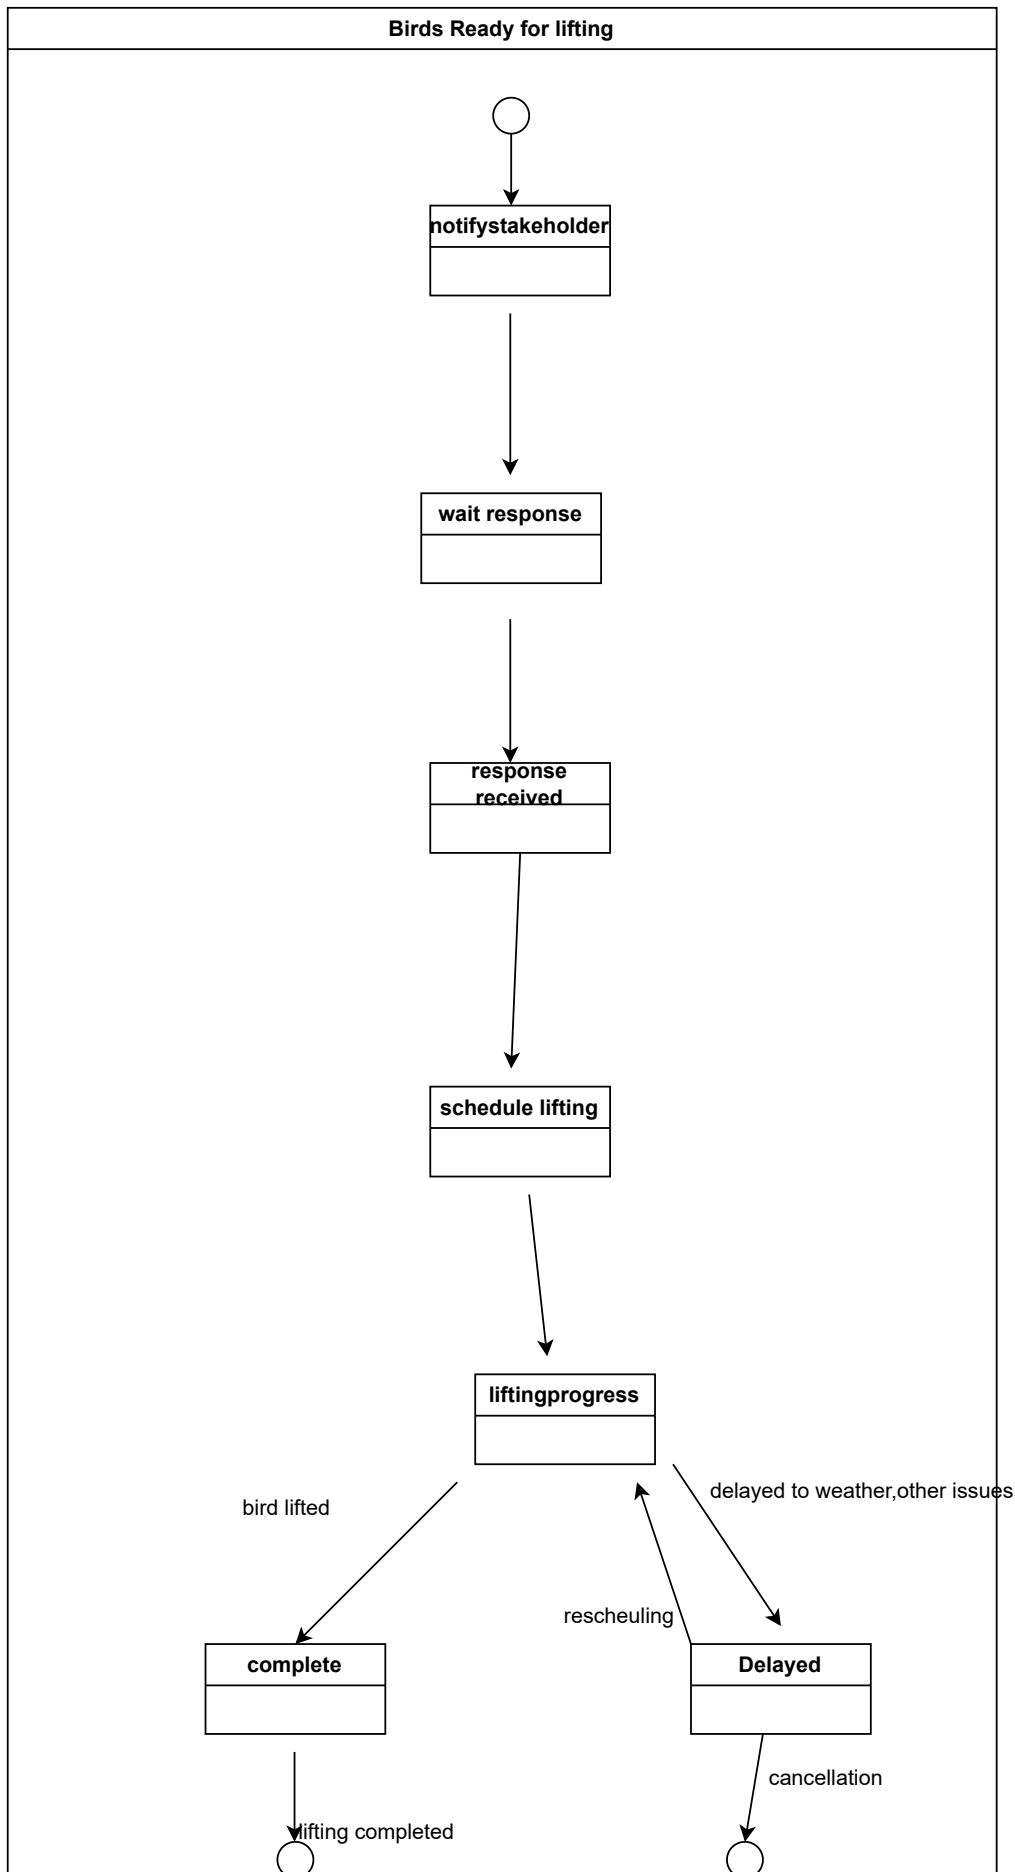 Birds Ready for lifting
notifystakeholder
wait response
response
received
schedule lifting
liftingprogress
delayed to weather,other issues
bird lifted
rescheuling
complete
Delayed
cancellation
lifting completed